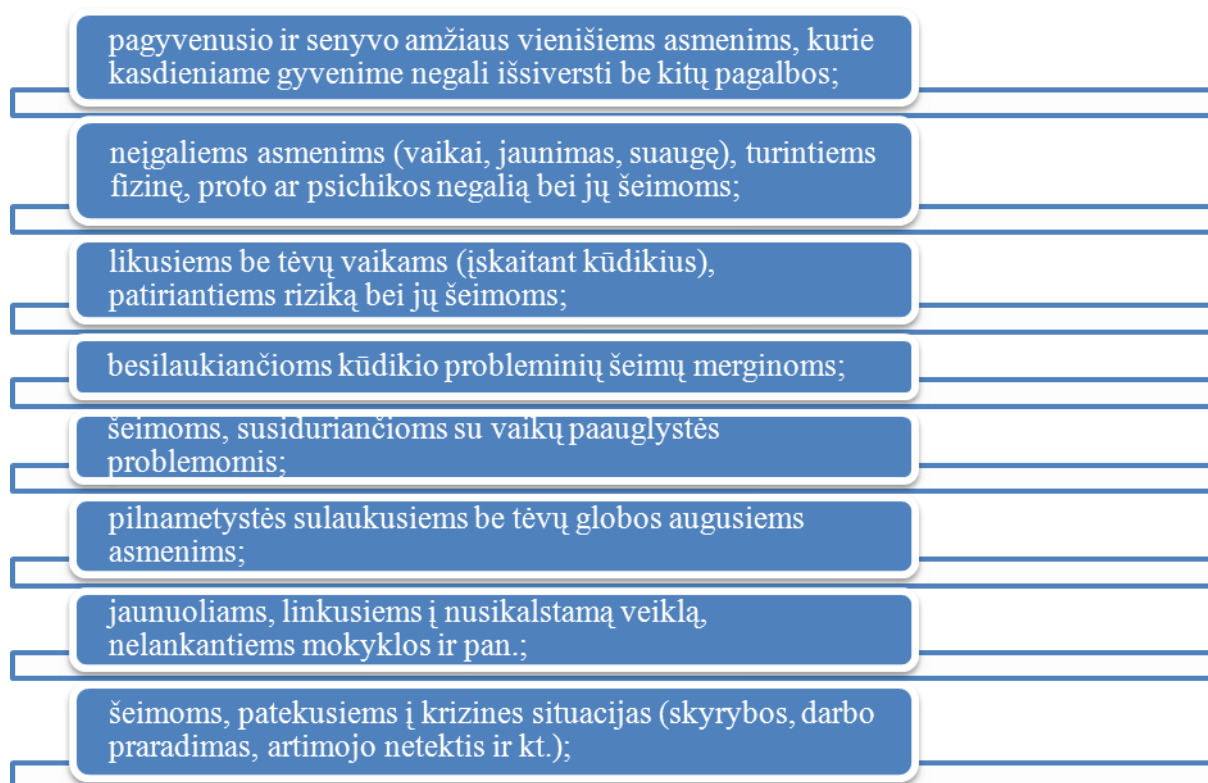 pagyvenusio ir senyvo amžiaus vienišiems asmenims, kurie
kasdieniame gyvenime negali išsiversti be kitų pagalbos;
neįgaliems asmenims (vaikai, jaunimas, suaugę), turintiems
fizinę, proto ar psichikos negalią bei jų šeimoms;
likusiems be tėvų vaikams (įskaitant kūdikius),
patiriantiems riziką bei jų šeimoms;
besilaukiančioms kūdikio probleminių šeimų merginoms;
šeimoms, susiduriančioms su vaikų paauglystės
problemomis;
pilnametystės sulaukusiems be tėvų globos augusiems
asmenims;
jaunuoliams, linkusiems į nusikalstamą veiklą,
nelankantiems mokyklos ir pan.;
šeimoms, patekusiems į krizines situacijas (skyrybos, darbo
praradimas, artimojo netektis ir kt.);